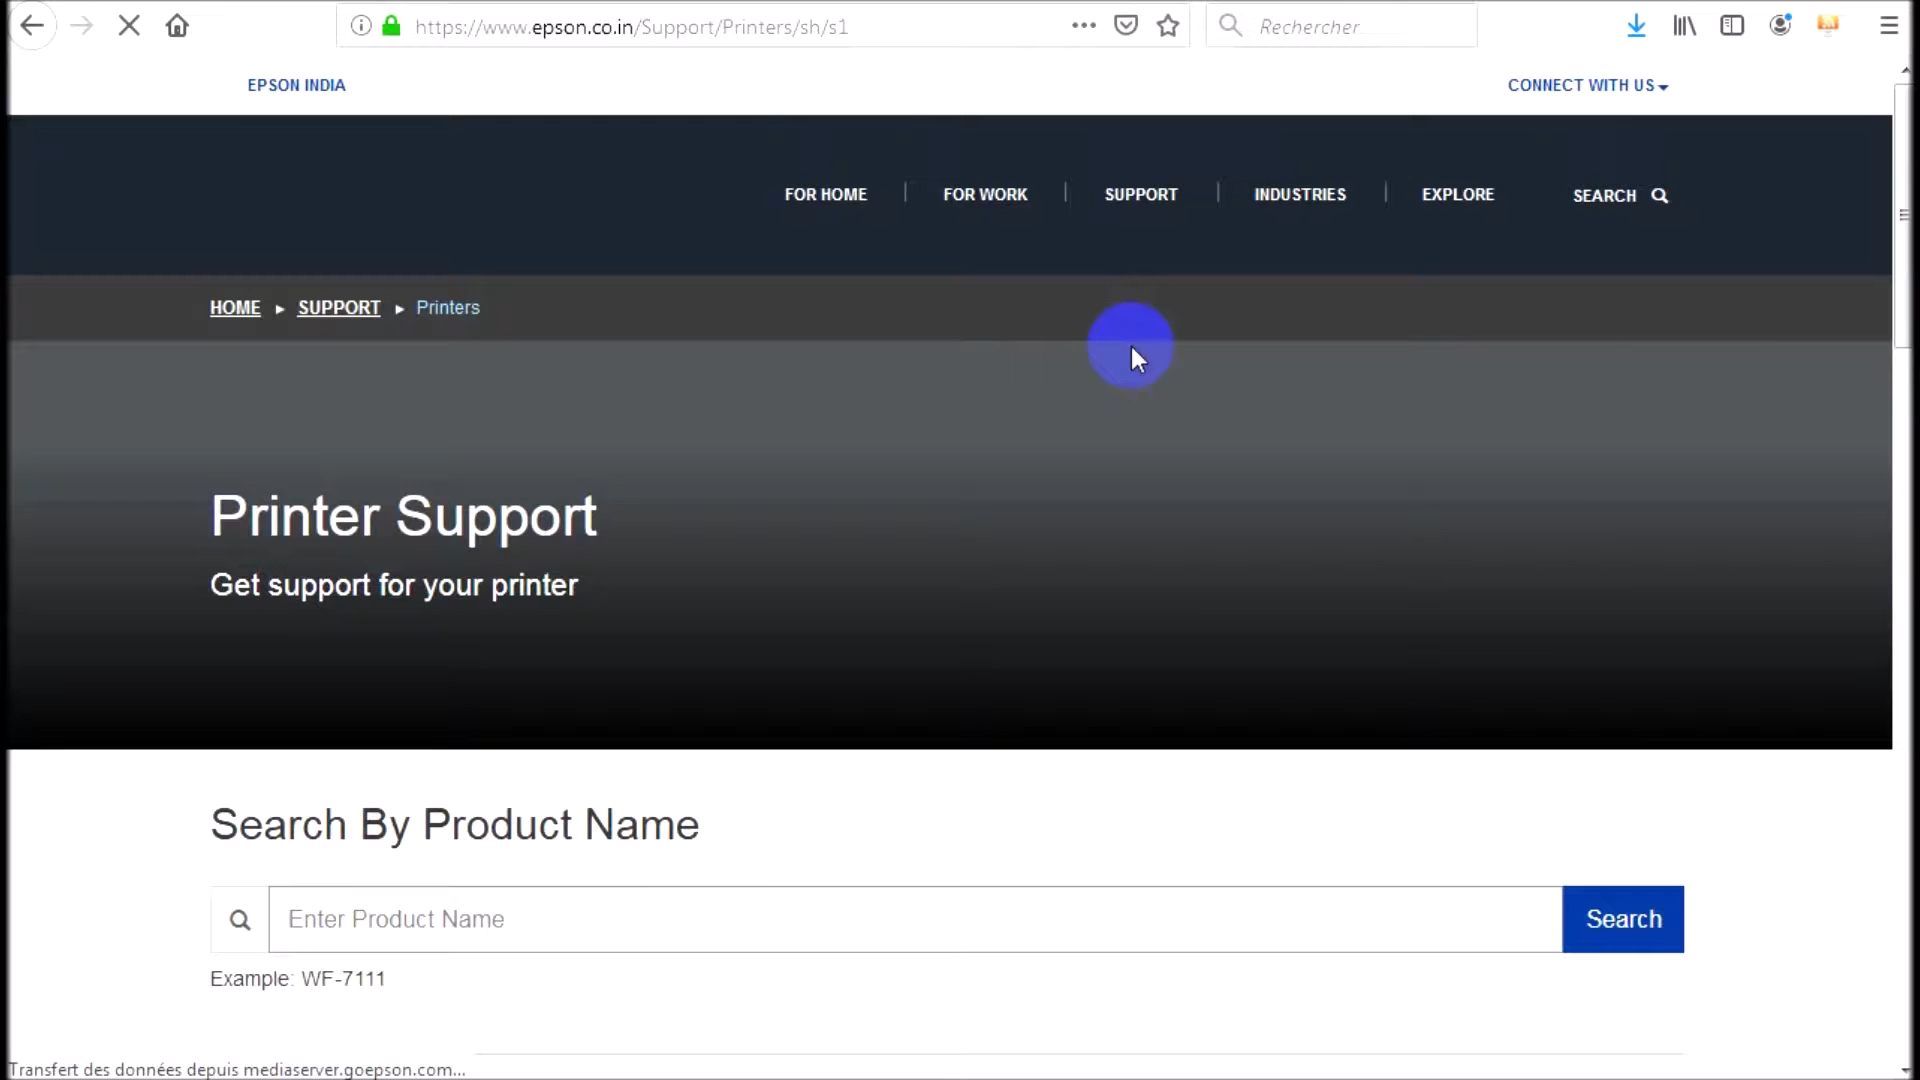 https://www.epson.co.in/Support/Printers/sh/s1
Rechercher
EPSON INDIA
CONNECT WITH US
FOR HOME
FOR WORK
SUPPORT
INDUSTRIES
EXPLORE
SEARCH
HOME ▸ SUPPORT ▸ Printers
Printer Support
Get support for your printer
Search By Product Name
Enter Product Name
Search
Example: WF-7111
Transfert des données depuis mediaserver.goepson.com...